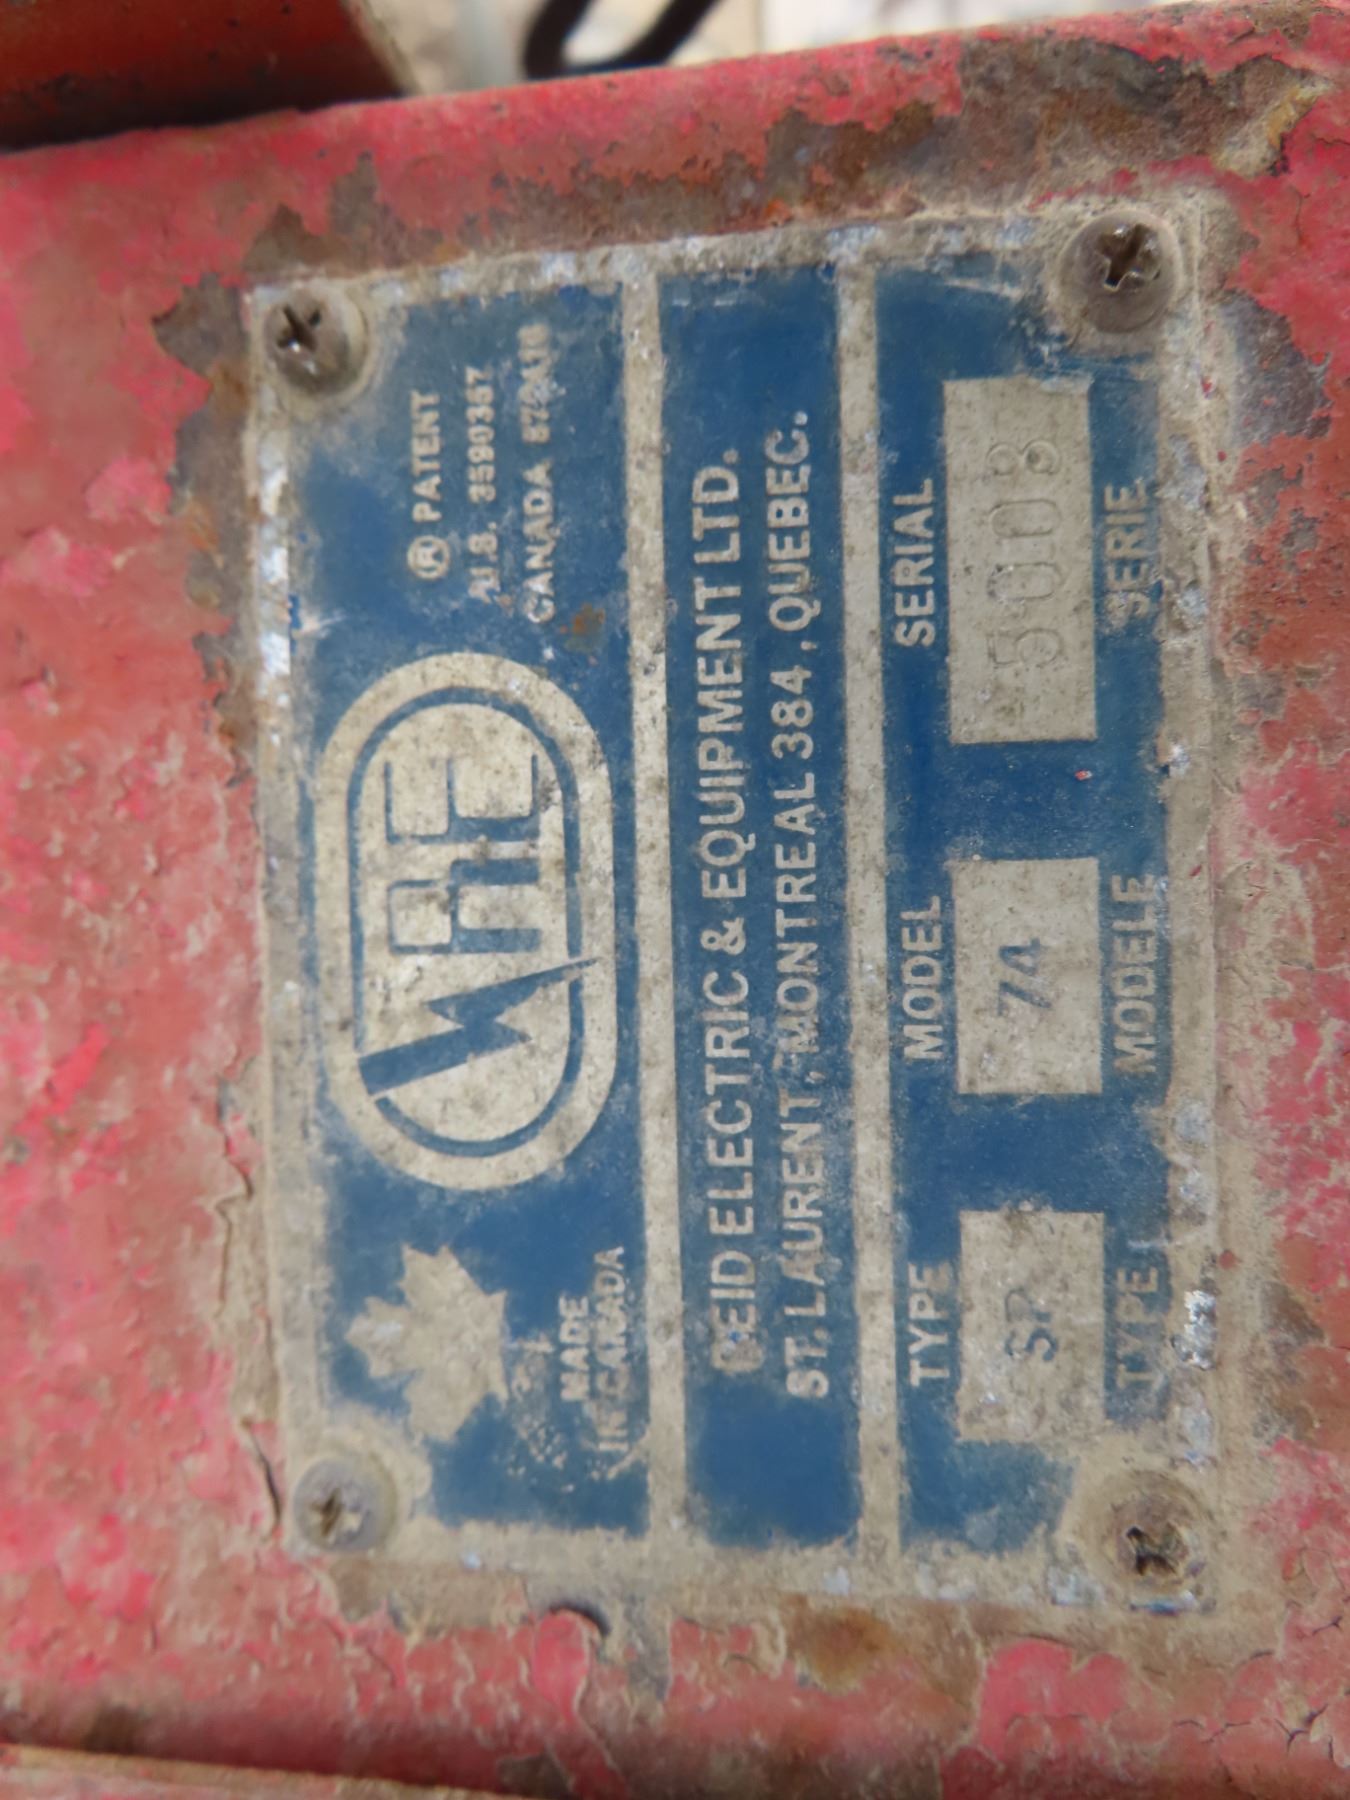 ® PATENT
U.S. 3590367
CANADA
MADE
IN CANADA
REID ELECTRIC & EQUIPMENT LTD.
ST. LAURENT, MONTREAL 384, QUEBEC.
TYPE MODEL SERIAL
SP 74 5008
TYPE MODELE SERIE